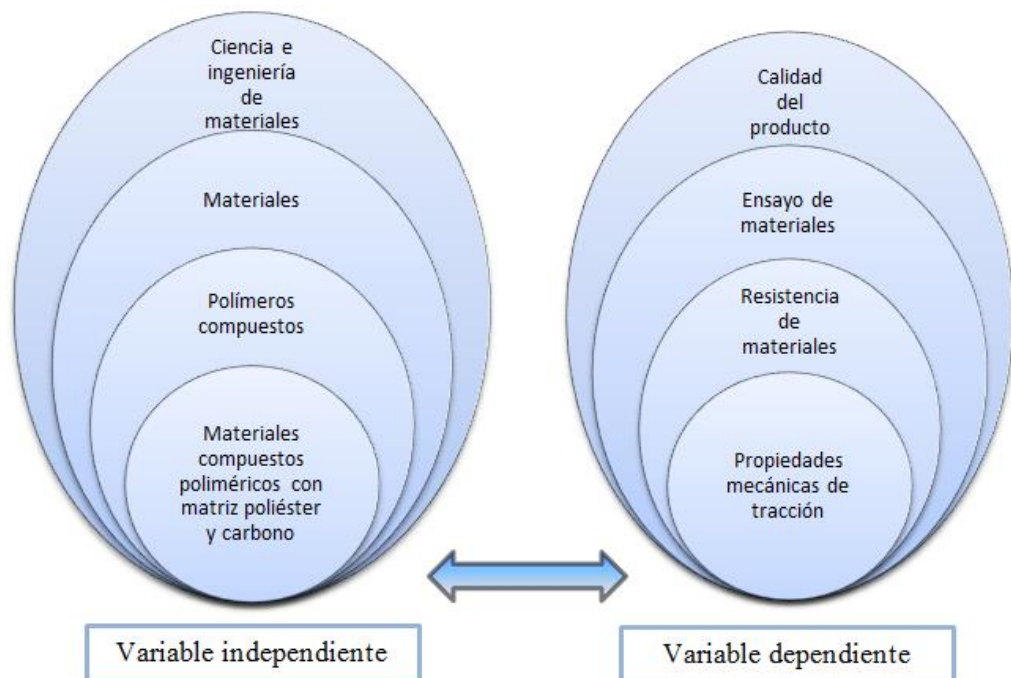 Ciencia e
ingeniería
de
materiales
Materiales
Polímeros
compuestos
Materiales
compuestos
poliméricos con
matriz poliéster
y carbono
Variable independiente
Calidad
del
producto
Ensayo de
materiales
Resistencia
de
materiales
Propiedades
mecánicas de
tracción
Variable dependiente